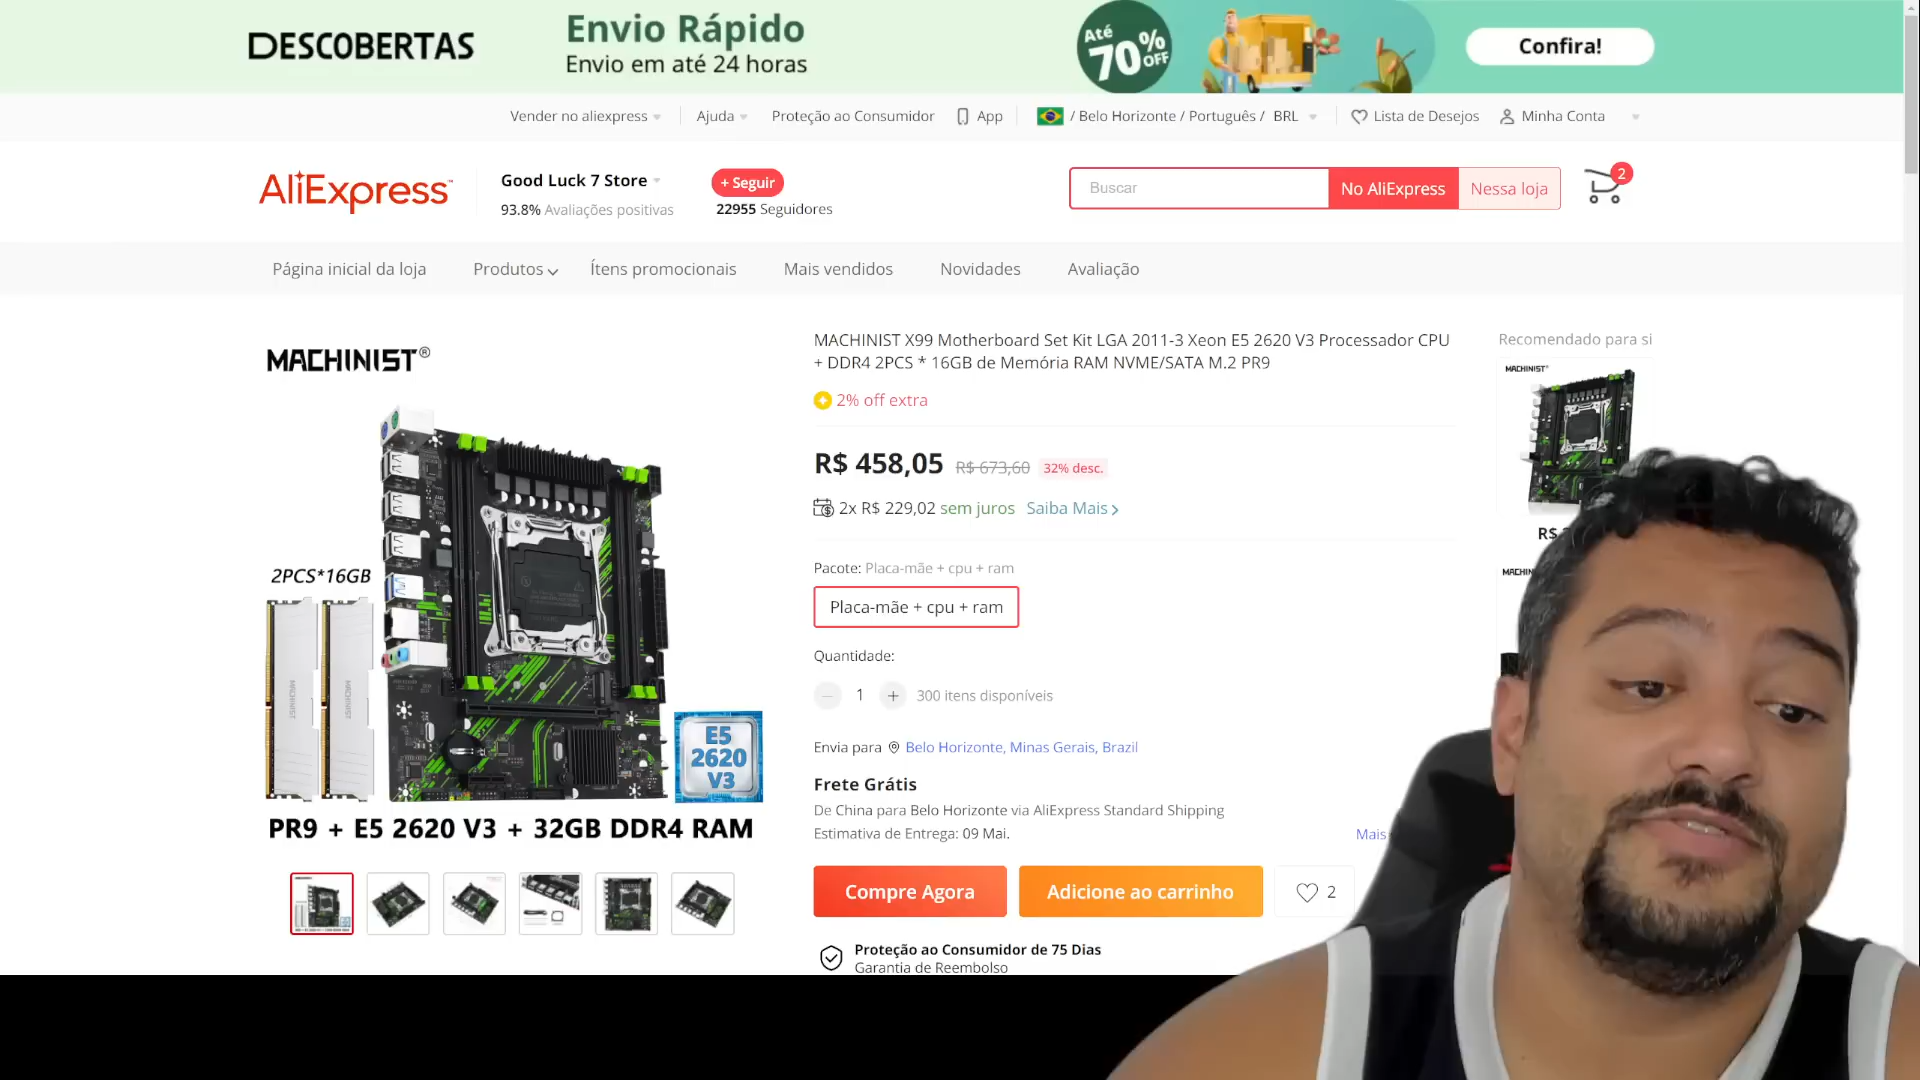 DESCOBERTAS
Envio Rápido
Envio em até 24 horas
Até
70%
OFF
Confira!
Vender no aliexpress
Ajuda
Proteção ao Consumidor
App
/ Belo Horizonte / Português / BRL
Lista de Desejos
Minha Conta
AliExpress
Good Luck 7 Store
93.8% Avaliações positivas
+ Seguir
22955 Seguidores
Buscar
No AliExpress
Nessa loja
2
Página inicial da loja
Produtos
Ítens promocionais
Mais vendidos
Novidades
Avaliação
MACHINIST®
2PCS*16GB
MACHINIST
MACHINIST
E5
2620
V3
PR9 + E5 2620 V3 + 32GB DDR4 RAM
MACHINIST X99 Motherboard Set Kit LGA 2011-3 Xeon E5 2620 V3 Processador CPU
+ DDR4 2PCS * 16GB de Memória RAM NVME/SATA M.2 PR9
2% off extra
R$ 458,05 R$ 673,60 32% desc.
2x R$ 229,02 sem juros Saiba Mais
Pacote: Placa-mãe + cpu + ram
Placa-mãe + cpu + ram
Quantidade:
1 + 300 itens disponíveis
Envia para Belo Horizonte, Minas Gerais, Brazil
Frete Grátis
De China para Belo Horizonte via AliExpress Standard Shipping
Estimativa de Entrega: 09 Mai.
Mais
Compre Agora
Adicione ao carrinho
2
Proteção ao Consumidor de 75 Dias
Garantia de Reembolso
Recomendado para si
MACHINIST
R$